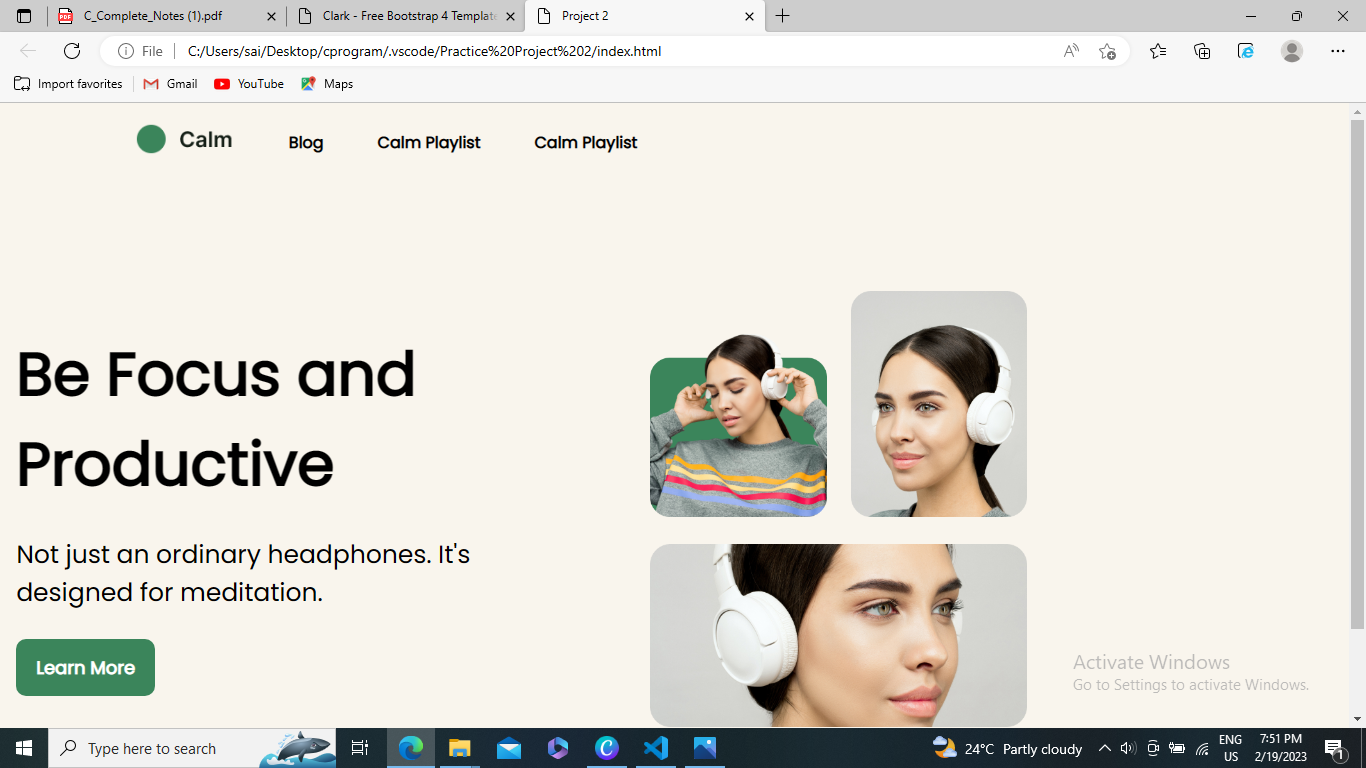 C_Complete_Notes (1).pdf
Clark - Free Bootstrap 4 Template
Project 2
File
C:/Users/sai/Desktop/cprogram/.vscode/Practice%20Project%202/index.html
Import favorites
Gmail
YouTube
Maps
Calm
Blog
Calm Playlist
Calm Playlist
Be Focus and
Productive
Not just an ordinary headphones. It's
designed for meditation.
Learn More
Activate Windows
Go to Settings to activate Windows.
Type here to search
24°C Partly cloudy
ENG
US
7:51 PM
2/19/2023
1